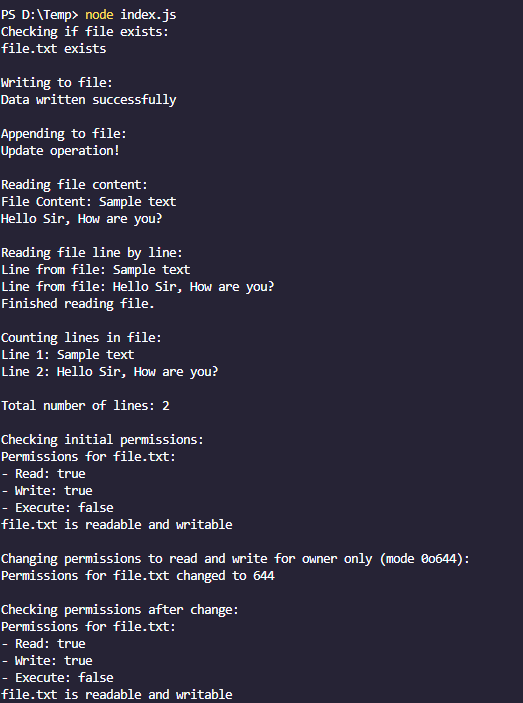 PS D:\Temp> node index.js
Checking if file exists:
file.txt exists

Writing to file:
Data written successfully

Appending to file:
Update operation!

Reading file content:
File Content: Sample text
Hello Sir, How are you?

Reading file line by line:
Line from file: Sample text
Line from file: Hello Sir, How are you?
Finished reading file.

Counting lines in file:
Line 1: Sample text
Line 2: Hello Sir, How are you?

Total number of lines: 2

Checking initial permissions:
Permissions for file.txt:
- Read: true
- Write: true
- Execute: false
file.txt is readable and writable

Changing permissions to read and write for owner only (mode 0o644):
Permissions for file.txt changed to 644

Checking permissions after change:
Permissions for file.txt:
- Read: true
- Write: true
- Execute: false
file.txt is readable and writable